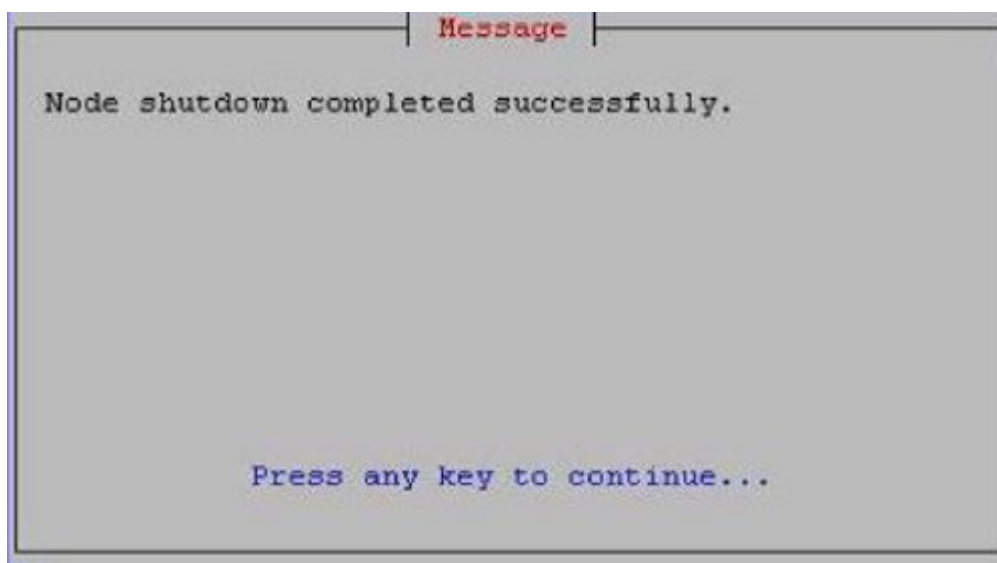 Message
Node shutdown completed successfully.
Press any key to continue...